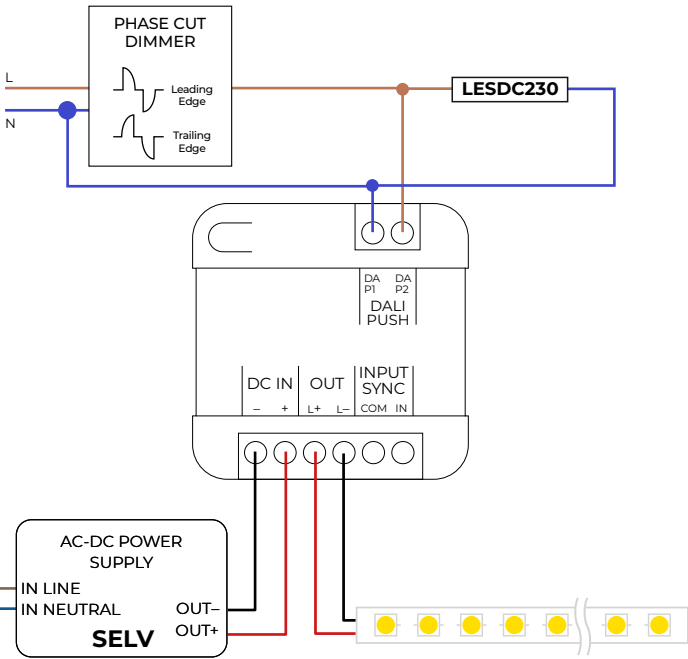 PHASE CUT
DIMMER
L
Leading
Edge
LESDC230
N
Trailing
Edge
DA DA
P1 P2
DALI
PUSH
DC IN OUT INPUT
SYNC
– + L+ L– COM IN
AC-DC POWER
SUPPLY
IN LINE
IN NEUTRAL OUT–
SELV OUT+